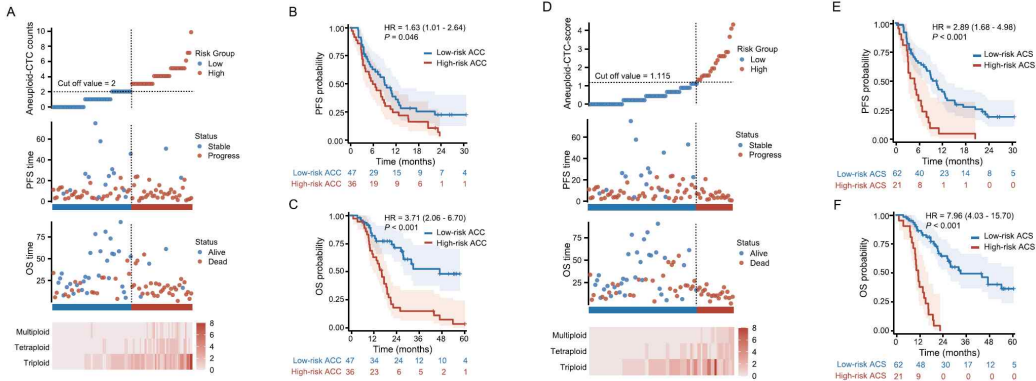 A
Aneuploid-CTC counts
10
8
6
4
2
0
Cut off value = 2
Risk Group
Low
High
PFS time
60
40
20
0
Status
Stable
Progress
OS time
75
50
25
Status
Alive
Dead
Multiploid
Tetraploid
Triploid
8
6
4
2
0
B
PFS probability
1.00
0.75
0.50
0.25
0.00
HR = 1.63 (1.01 - 2.64)
P = 0.046
Low-risk ACC
High-risk ACC
0 6 12 18 24 30
Time (months)
Low-risk ACC 47 29 15 9 7 4
High-risk ACC 36 19 9 6 1 1
C
OS probability
1.00
0.75
0.50
0.25
0.00
HR = 3.71 (2.06 - 6.70)
P < 0.001
Low-risk ACC
High-risk ACC
0 12 24 36 48 60
Time (months)
Low-risk ACC 47 34 24 12 10 4
High-risk ACC 36 23 6 5 2 1
D
Aneuploid-CTC-score
4
3
2
1
0
Cut off value = 1.115
Risk Group
Low
High
PFS time
60
40
20
0
Status
Stable
Progress
OS time
75
50
25
Status
Alive
Dead
Multiploid
Tetraploid
Triploid
8
6
4
2
0
E
PFS probability
1.00
0.75
0.50
0.25
0.00
HR = 2.89 (1.68 - 4.98)
P < 0.001
Low-risk ACS
High-risk ACS
0 6 12 18 24 30
Time (months)
Low-risk ACS 62 40 23 14 8 5
High-risk ACS 21 8 1 1 0 0
F
OS probability
1.00
0.75
0.50
0.25
0.00
HR = 7.96 (4.03 - 15.70)
P < 0.001
Low-risk ACS
High-risk ACS
0 12 24 36 48 60
Time (months)
Low-risk ACS 62 48 30 17 12 5
High-risk ACS 21 9 0 0 0 0